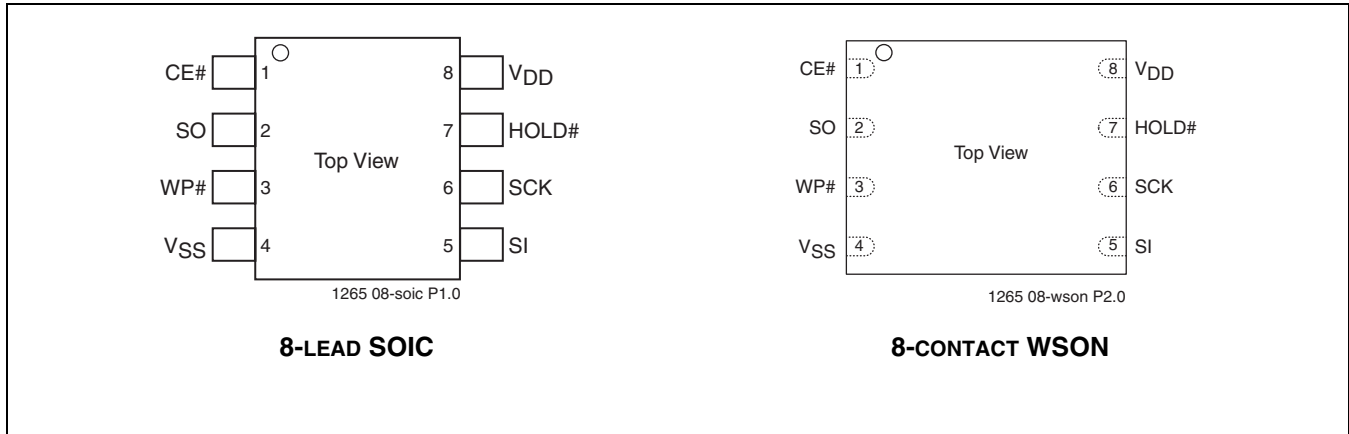 CE# 1 8 VDD
SO 2 7 HOLD#
Top View
WP# 3 6 SCK
VSS 4 5 SI
1265 08-soic P1.0
8-LEAD SOIC
CE# 1 8 VDD
SO 2 7 HOLD#
Top View
WP# 3 6 SCK
VSS 4 5 SI
1265 08-wson P2.0
8-CONTACT WSON